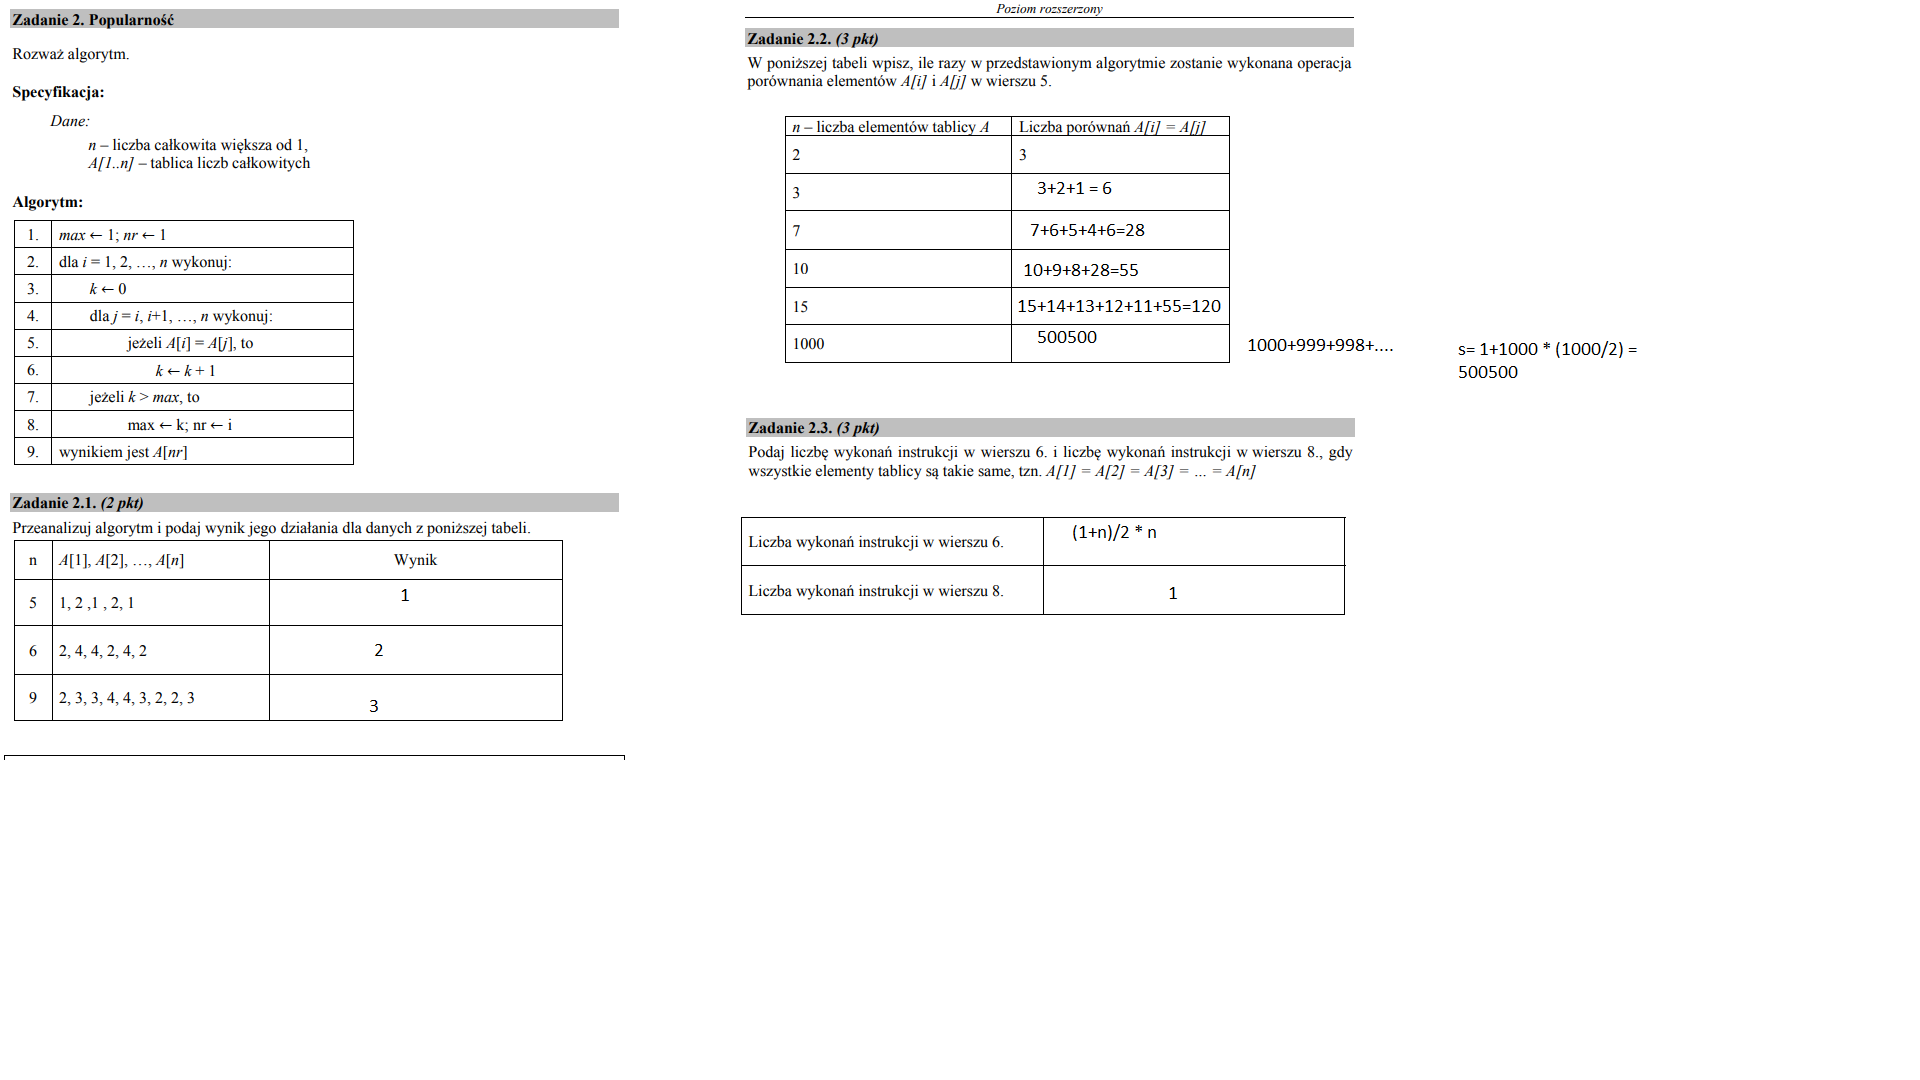 Zadanie 2. Popularność
Rozważ algorytm.
Specyfikacja:
Dane:
n – liczba całkowita większa od 1,
A[1..n] – tablica liczb całkowitych
Algorytm:
1. max ← 1; nr ← 1
2. dla i = 1, 2, …, n wykonuj:
3. k ← 0
4. dla j = i, i+1, …, n wykonuj:
5. jeżeli A[i] = A[j], to
6. k ← k + 1
7. jeżeli k > max, to
8. max ← k; nr ← i
9. wynikiem jest A[nr]
Zadanie 2.1. (2 pkt)
Przeanalizuj algorytm i podaj wynik jego działania dla danych z poniższej tabeli.
n A[1], A[2], …, A[n] Wynik
5 1, 2 ,1 , 2, 1 1
6 2, 4, 4, 2, 4, 2 2
9 2, 3, 3, 4, 4, 3, 2, 2, 3 3
Poziom rozszerzony
Zadanie 2.2. (3 pkt)
W poniższej tabeli wpisz, ile razy w przedstawionym algorytmie zostanie wykonana operacja
porównania elementów A[i] i A[j] w wierszu 5.
n – liczba elementów tablicy A Liczba porównań A[i] = A[j]
2 3
3 3+2+1 = 6
7 7+6+5+4+6=28
10 10+9+8+28=55
15 15+14+13+12+11+55=120
1000 500500 1000+999+998+.... s= 1+1000 * (1000/2) =
500500
Zadanie 2.3. (3 pkt)
Podaj liczbę wykonań instrukcji w wierszu 6. i liczbę wykonań instrukcji w wierszu 8., gdy
wszystkie elementy tablicy są takie same, tzn. A[1] = A[2] = A[3] = ... = A[n]
Liczba wykonań instrukcji w wierszu 6. (1+n)/2 * n
Liczba wykonań instrukcji w wierszu 8. 1